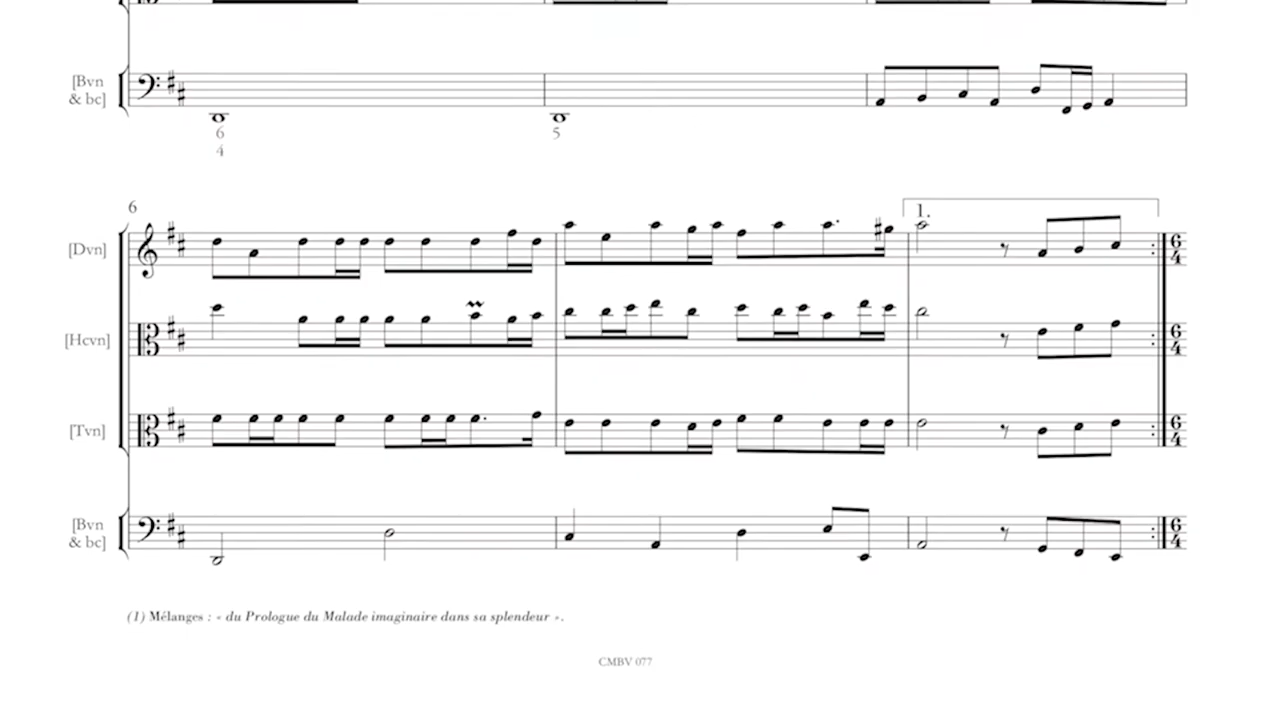 [Bvn
& bc]
6
4
5
6
1.
[Dvn]
6
4
[Hcvn]
6
4
[Tvn]
6
4
[Bvn
& bc]
6
4
(1) Mélanges : « du Prologue du Malade imaginaire dans sa splendeur ».
CMBV 077